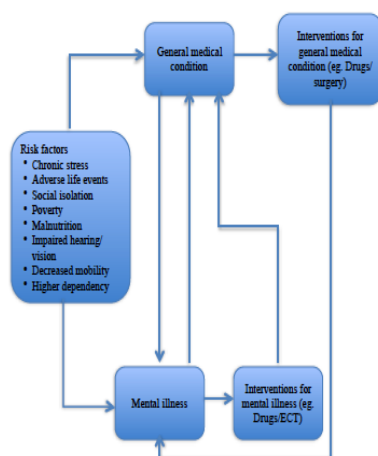 General medical
condition
Interventions for
general medical
condition (eg. Drugs/
surgery)
Risk factors
• Chronic stress
• Adverse life events
• Social isolation
• Poverty
• Malnutrition
• Impaired hearing/
vision
• Decreased mobility
• Higher dependency
Mental illness
Interventions for
mental illness (eg.
Drugs/ECT)